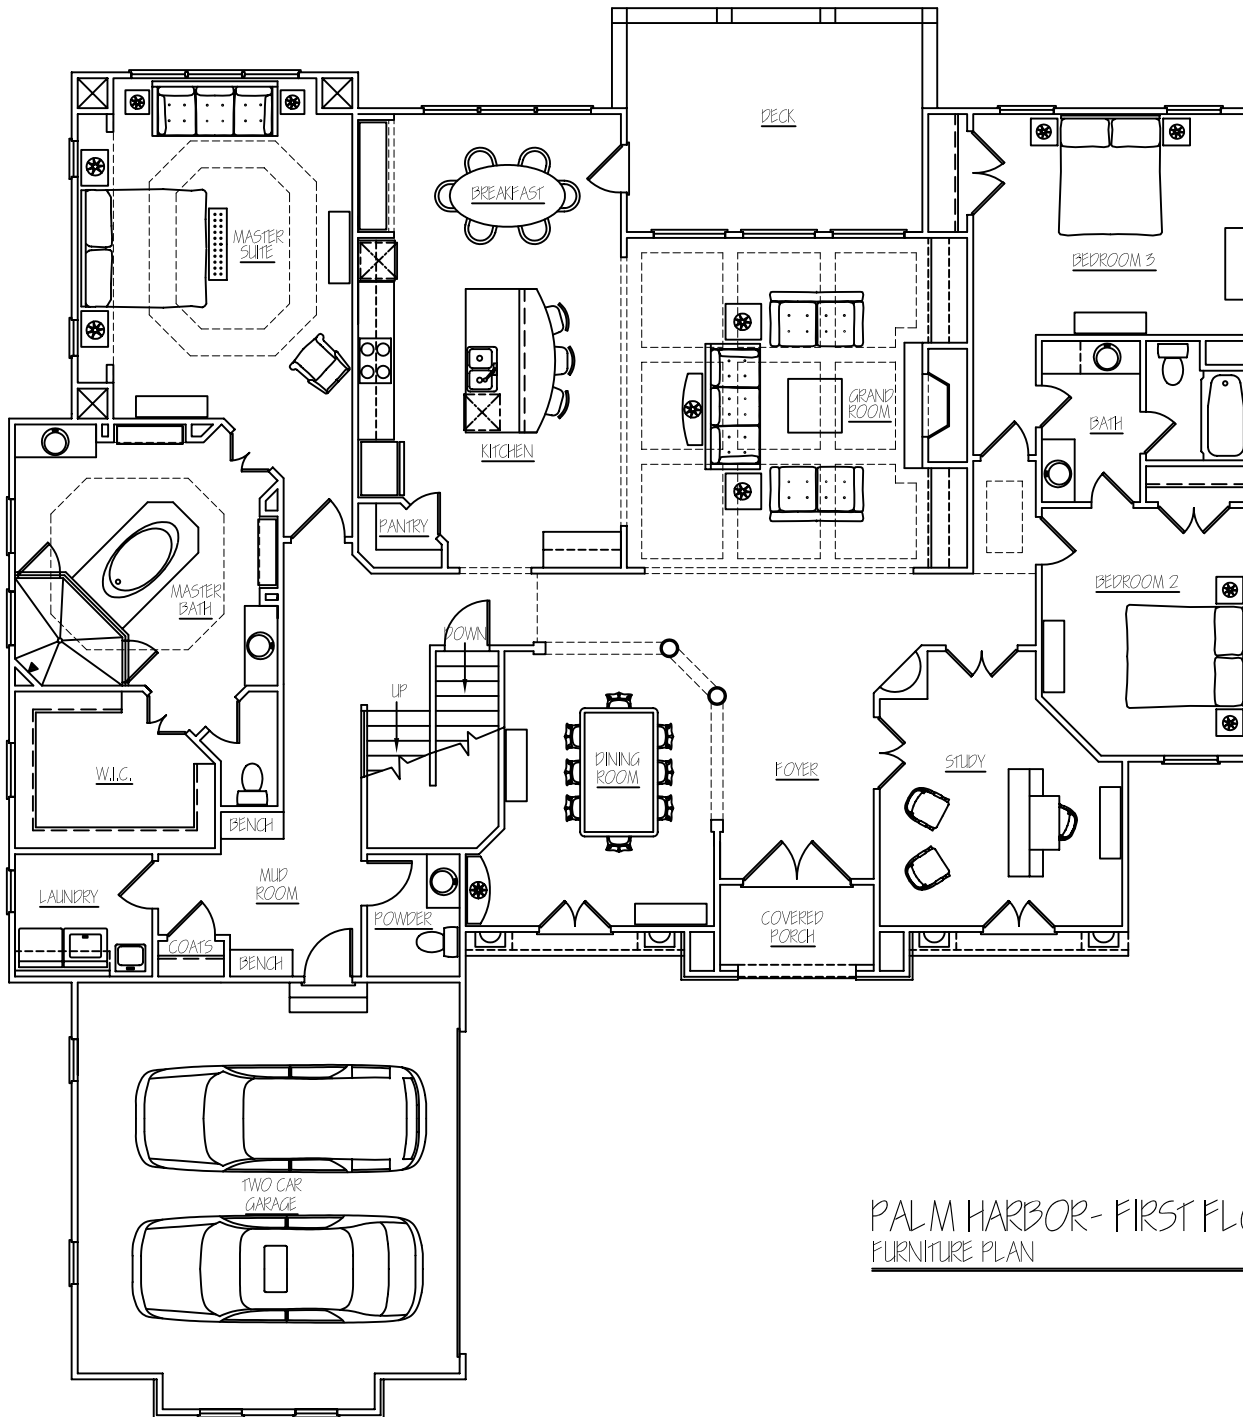 DECK
BREAKFAST
MASTER
SUITE
BEDROOM 3
GRAND
ROOM
BATH
KITCHEN
PANTRY
MASTER
BATH
BEDROOM 2
DOWN
UP
W.I.C.
DINING
ROOM
FOYER
STUDY
BENCH
MUD
ROOM
LAUNDRY
POWDER
COVERED
PORCH
COATS
BENCH
TWO CAR
GARAGE
PALM HARBOR- FIRST
FURNITURE PLAN